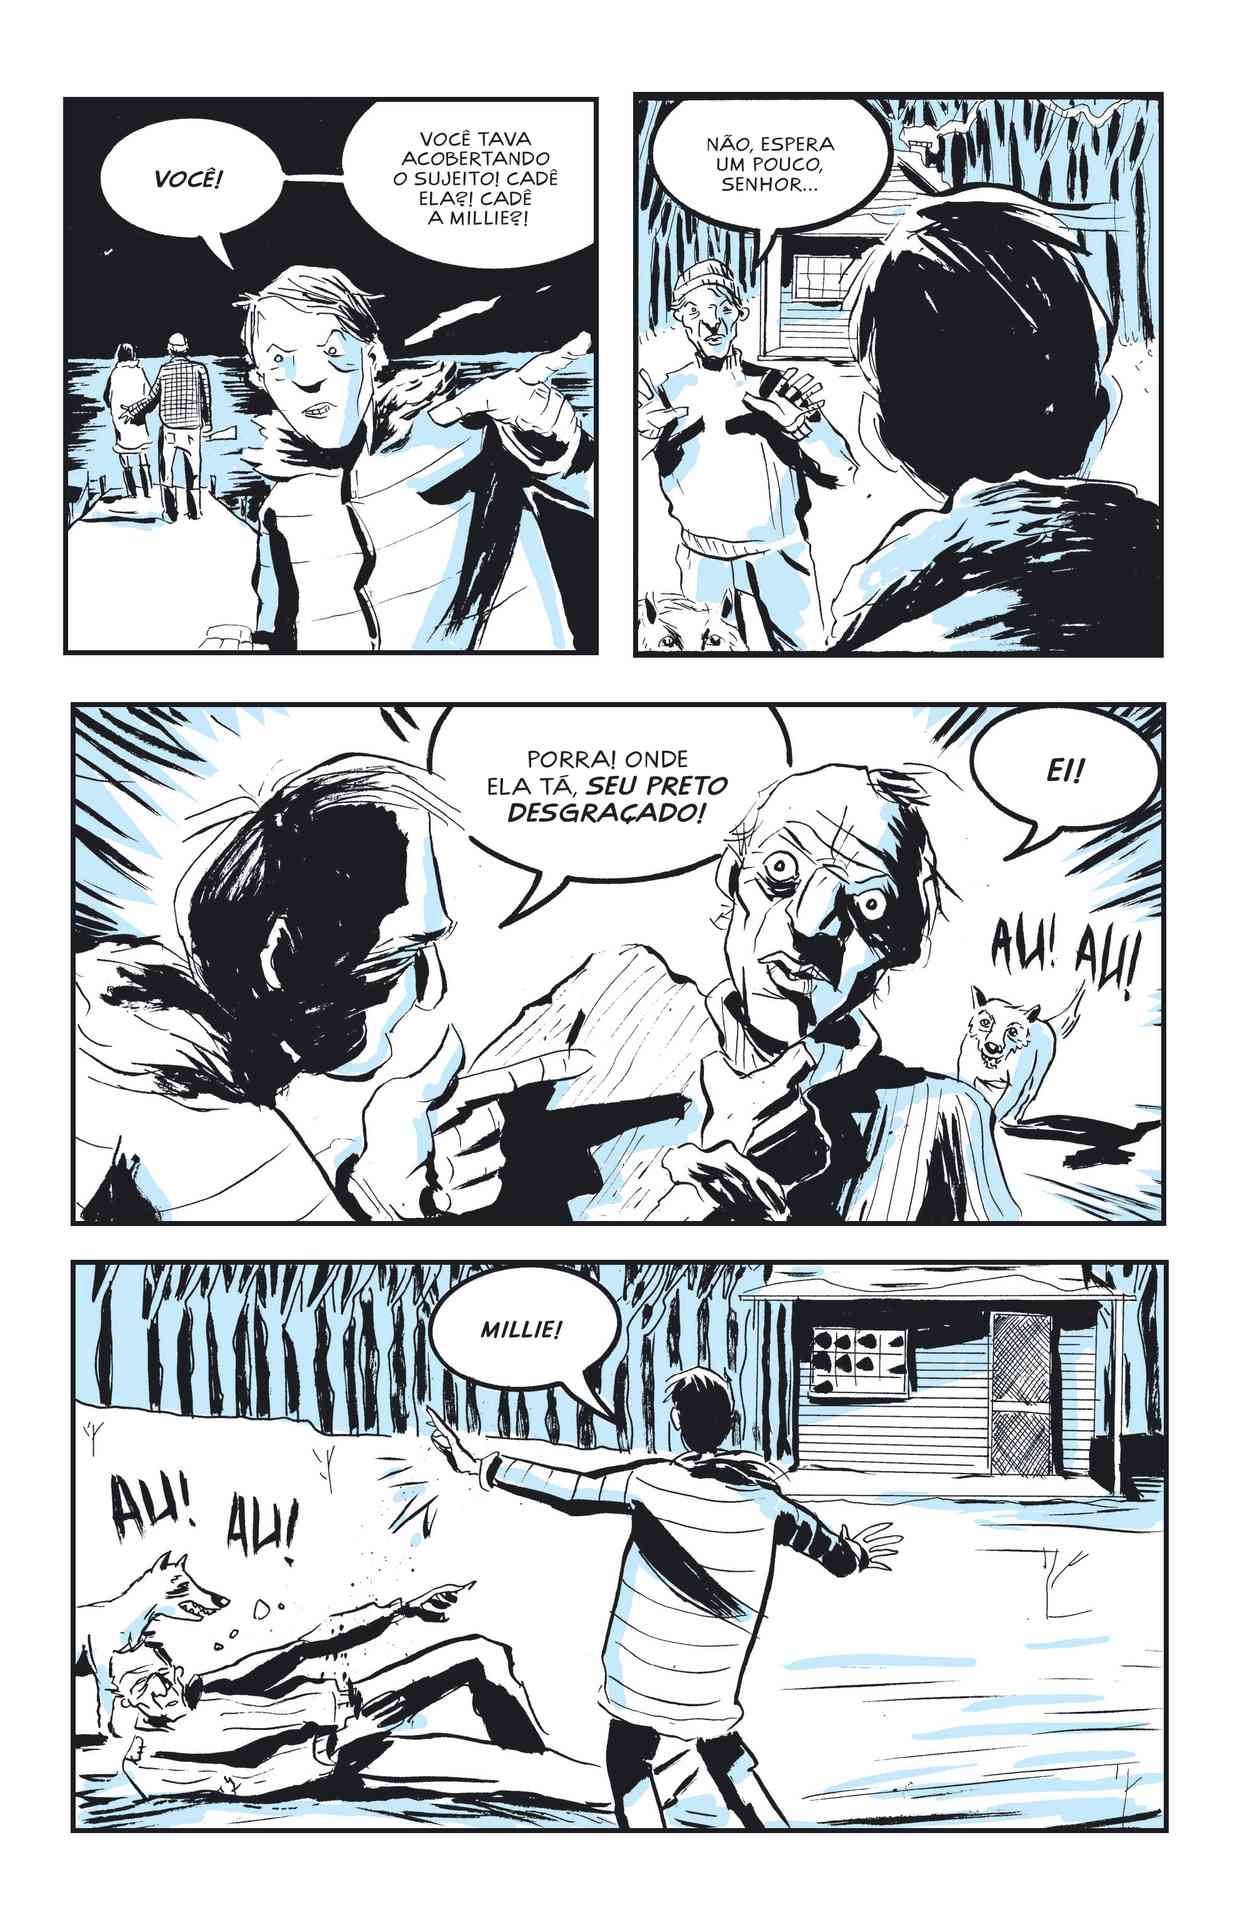 VOCÊ!
VOCÊ TAVA
ACOBERTANDO
O SUJEITO! CADÊ
ELA?! CADÊ
A MILLIE?!
NÃO, ESPERA
UM POUCO,
SENHOR...
PORRA! ONDE
ELA TÁ, SEU PRETO
DESGRAÇADO!
EI!
AU! AU!
MILLIE!
AU!
AU!